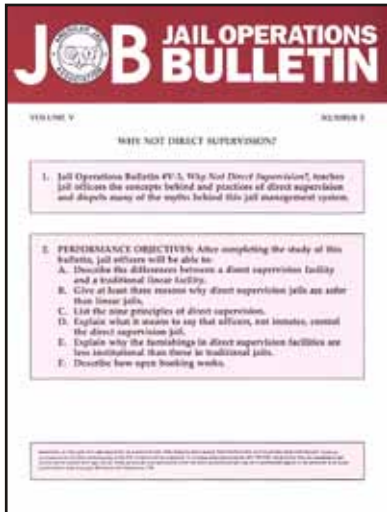 JOB JAIL OPERATIONS
BULLETIN
AMERICAN JAIL
ASSOCIATION
VOLUME V
NUMBER 5
WHY NOT DIRECT SUPERVISION?
1. Jail Operations Bulletin #V-5, Why Not Direct Supervision?, teaches
jail officers the concepts behind and practices of direct supervision
and dispels many of the myths behind this jail management system.
2. PERFORMANCE OBJECTIVES: After completing the study of this
bulletin, jail officers will be able to:
A. Describe the differences between a direct supervision facility
and a traditional linear facility.
B. Give at least three reasons why direct supervision jails are safer
than linear jails.
C. List the nine principles of direct supervision.
D. Explain what it means to say that officers, not inmates, control
the direct supervision jail.
E. Explain why the furnishings in direct supervision facilities are
less institutional than those in traditional jails.
F. Describe how open booking works.